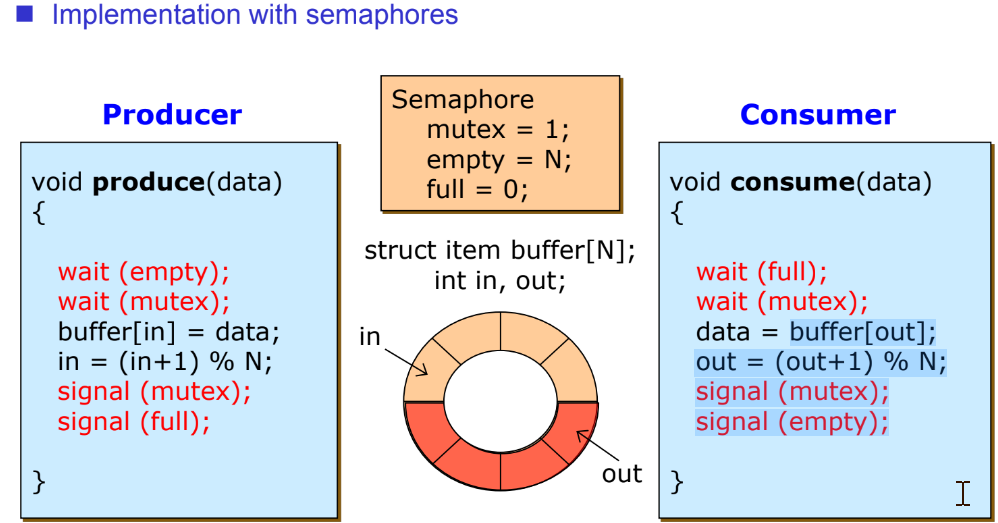 Implementation with semaphores
Producer
void produce(data)
{
wait (empty);
wait (mutex);
buffer[in] = data;
in = (in+1) % N;
signal (mutex);
signal (full);
}
Semaphore
mutex = 1;
empty = N;
full = 0;
struct item buffer[N];
int in, out;
in
out
Consumer
void consume(data)
{
wait (full);
wait (mutex);
data = buffer[out];
out = (out+1) % N;
signal (mutex);
signal (empty);
}